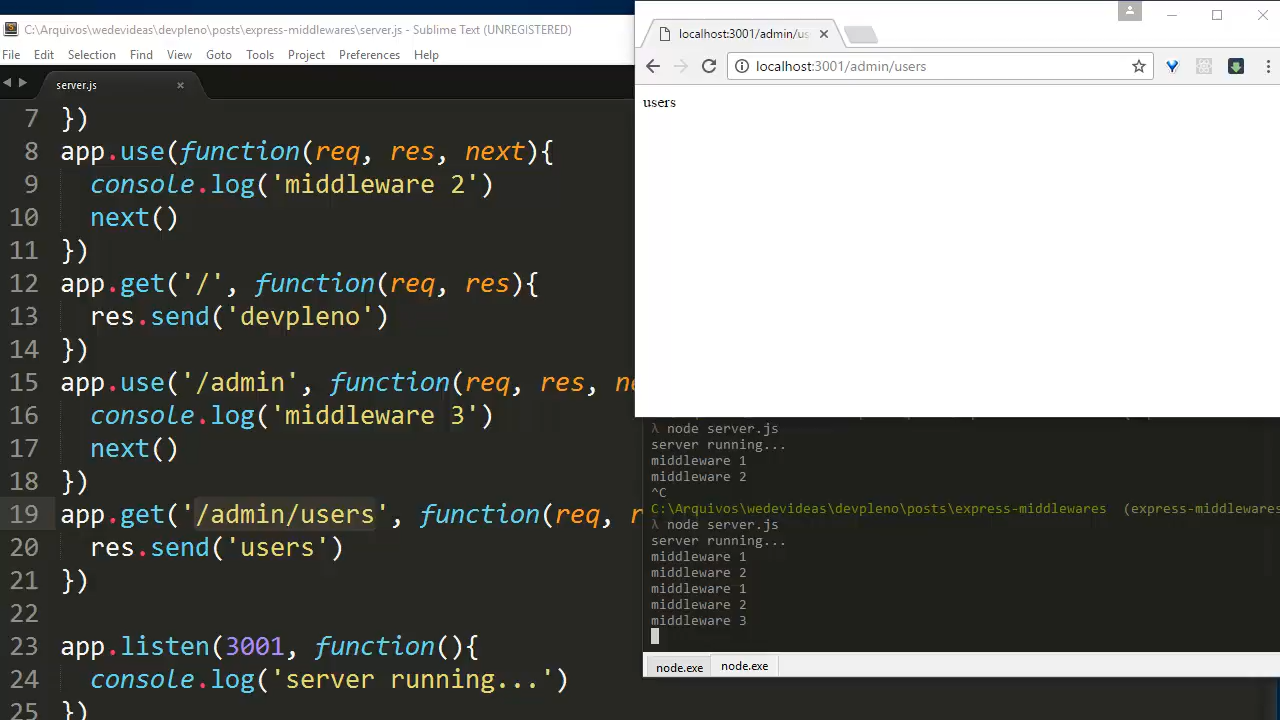 C:\Arquivos\wedevideas\devpleno\posts\express-middlewares\server.js - Sublime Text (UNREGISTERED)
File Edit Selection Find View Goto Tools Project Preferences Help
server.js
7 })
8 app.use(function(req, res, next){
9 console.log('middleware 2')
10 next()
11 })
12 app.get('/', function(req, res){
13 res.send('devpleno')
14 })
15 app.use('/admin', function(req, res, ne
16 console.log('middleware 3')
17 next()
18 })
19 app.get('/admin/users', function(req, r
20 res.send('users')
21 })
22
23 app.listen(3001, function(){
24 console.log('server running...')
25 })
localhost:3001/admin/us
localhost:3001/admin/users
users
λ node server.js
server running...
middleware 1
middleware 2
^C
C:\Arquivos\wedevideas\devpleno\posts\express-middlewares (express-middlewares
λ node server.js
server running...
middleware 1
middleware 2
middleware 1
middleware 2
middleware 3
node.exe node.exe